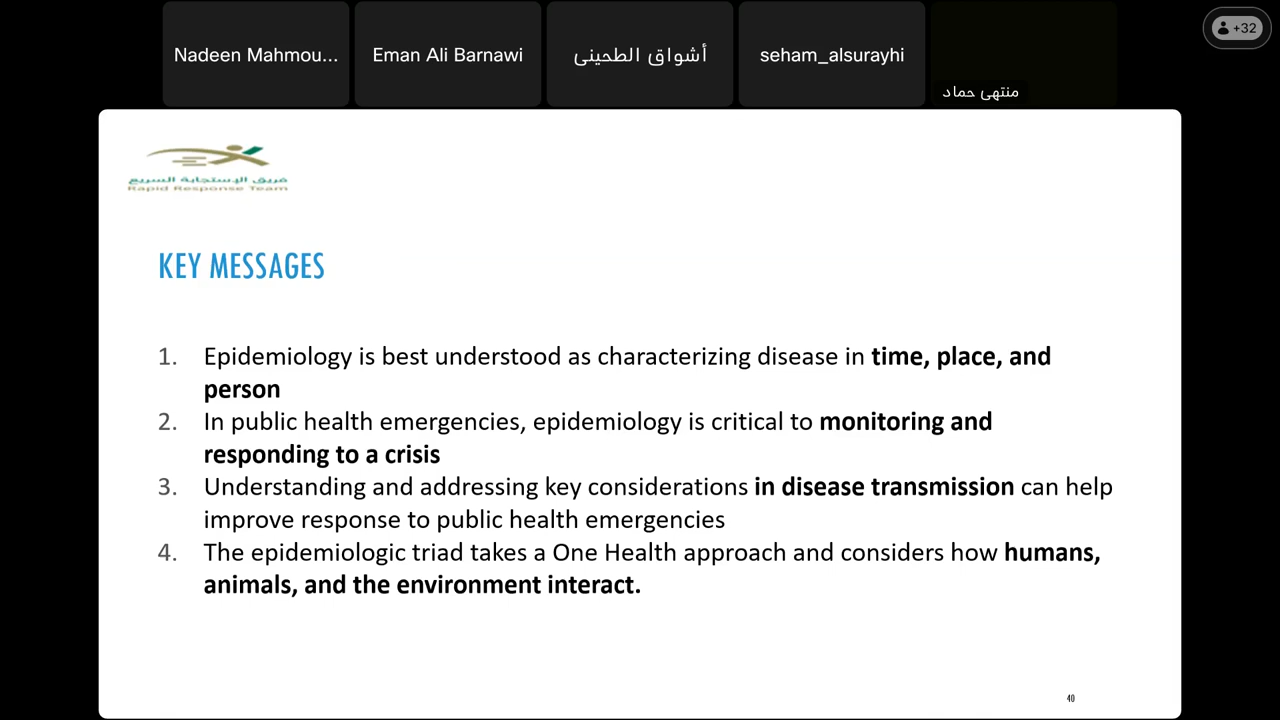 Nadeen Mahmou...
Eman Ali Barnawi
أشواق الطحيني
seham_alsurayhi
منتهى حماد
+32
فريق الإستجابة السريع
Rapid Response Team
KEY MESSAGES
1. Epidemiology is best understood as characterizing disease in time, place, and
person
2. In public health emergencies, epidemiology is critical to monitoring and
responding to a crisis
3. Understanding and addressing key considerations in disease transmission can help
improve response to public health emergencies
4. The epidemiologic triad takes a One Health approach and considers how humans,
animals, and the environment interact.
40